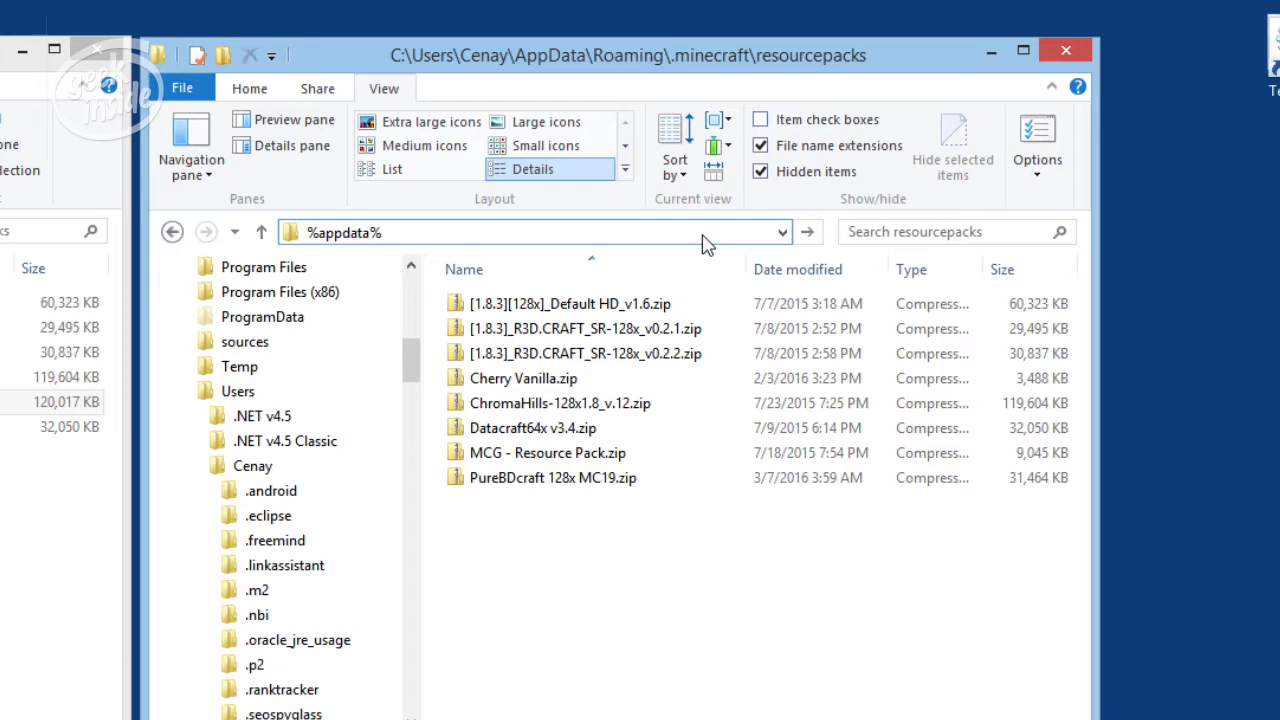 geek inside
one
lection
cs
Size
60,323 KB
29,495 KB
30,837 KB
119,604 KB
120,017 KB
32,050 KB
C:\Users\Cenay\AppData\Roaming\.minecraft\resourcepacks
File Home Share View
Navigation pane
Preview pane
Details pane
Panes
Extra large icons Large icons
Medium icons Small icons
List Details
Layout
Sort by
Current view
Item check boxes
File name extensions
Hidden items
Hide selected items
Show/hide
Options
%appdata%
Search resourcepacks
Program Files
Program Files (x86)
ProgramData
sources
Temp
Users
.NET v4.5
.NET v4.5 Classic
Cenay
.android
.eclipse
.freemind
.linkassistant
.m2
.nbi
.oracle_jre_usage
.p2
.ranktracker
.seospyglass
Name Date modified Type Size
[1.8.3][128x]_Default HD_v1.6.zip 7/7/2015 3:18 AM Compress... 60,323 KB
[1.8.3]_R3D.CRAFT_SR-128x_v0.2.1.zip 7/8/2015 2:52 PM Compress... 29,495 KB
[1.8.3]_R3D.CRAFT_SR-128x_v0.2.2.zip 7/8/2015 2:58 PM Compress... 30,837 KB
Cherry Vanilla.zip 2/3/2016 3:23 PM Compress... 3,488 KB
ChromaHills-128x1.8_v.12.zip 7/23/2015 7:25 PM Compress... 119,604 KB
Datacraft64x v3.4.zip 7/9/2015 6:14 PM Compress... 32,050 KB
MCG - Resource Pack.zip 7/18/2015 7:54 PM Compress... 9,045 KB
PureBDcraft 128x MC19.zip 3/7/2016 3:59 AM Compress... 31,464 KB
Te